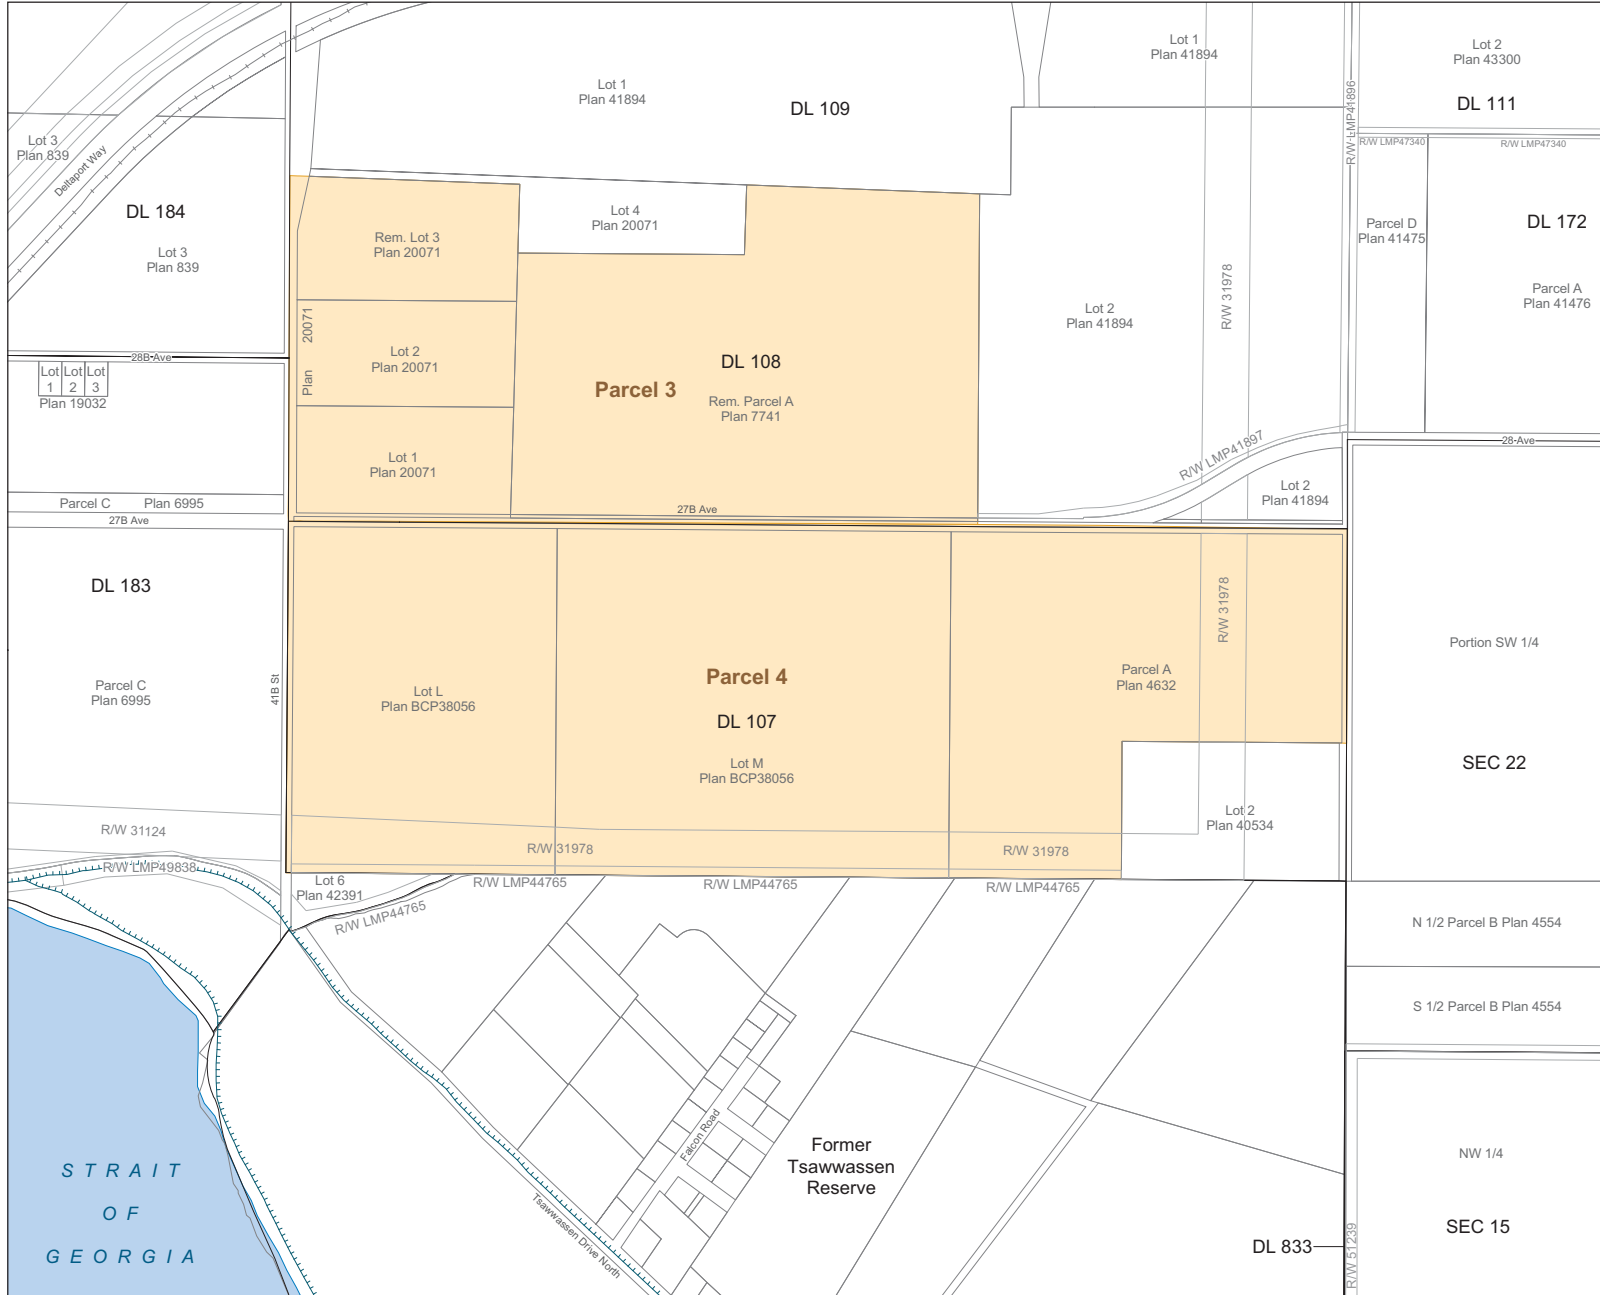 Lot 1
Plan 41894
Lot 2
Plan 43300
Lot 1
Plan 41894
DL 109
DL 111
R/W LMP41896
Lot 3
Plan 839
Deltaport Way
R/W LMP47340
R/W LMP47340
DL 184
Lot 3
Plan 839
Lot 4
Plan 20071
Parcel D
Plan 41475
DL 172
Rem. Lot 3
Plan 20071
Parcel A
Plan 41476
R/W 31978
Lot 2
Plan 41894
Plan 20071
28B Ave
Lot 1
Lot 2
Lot 3
Plan 19032
Lot 2
Plan 20071
DL 108
Parcel 3
Rem. Parcel A
Plan 7741
28 Ave
R/W LMP41897
Lot 1
Plan 20071
Lot 2
Plan 41894
Parcel C Plan 6995
27B Ave
27B Ave
DL 183
R/W 31978
Portion SW 1/4
Parcel C
Plan 6995
41B St
Lot L
Plan BCP38056
Parcel 4
DL 107
Lot M
Plan BCP38056
Parcel A
Plan 4632
SEC 22
Lot 2
Plan 40534
R/W 31124
R/W 31978
R/W 31978
R/W LMP49838
Lot 6
Plan 42391
R/W LMP44765
R/W LMP44765
R/W LMP44765
R/W LMP44765
N 1/2 Parcel B Plan 4554
S 1/2 Parcel B Plan 4554
Falcon Road
Former
Tsawwassen
Reserve
NW 1/4
STRAIT
OF
GEORGIA
Tsawwassen Drive North
SEC 15
DL 833
R/W 51239